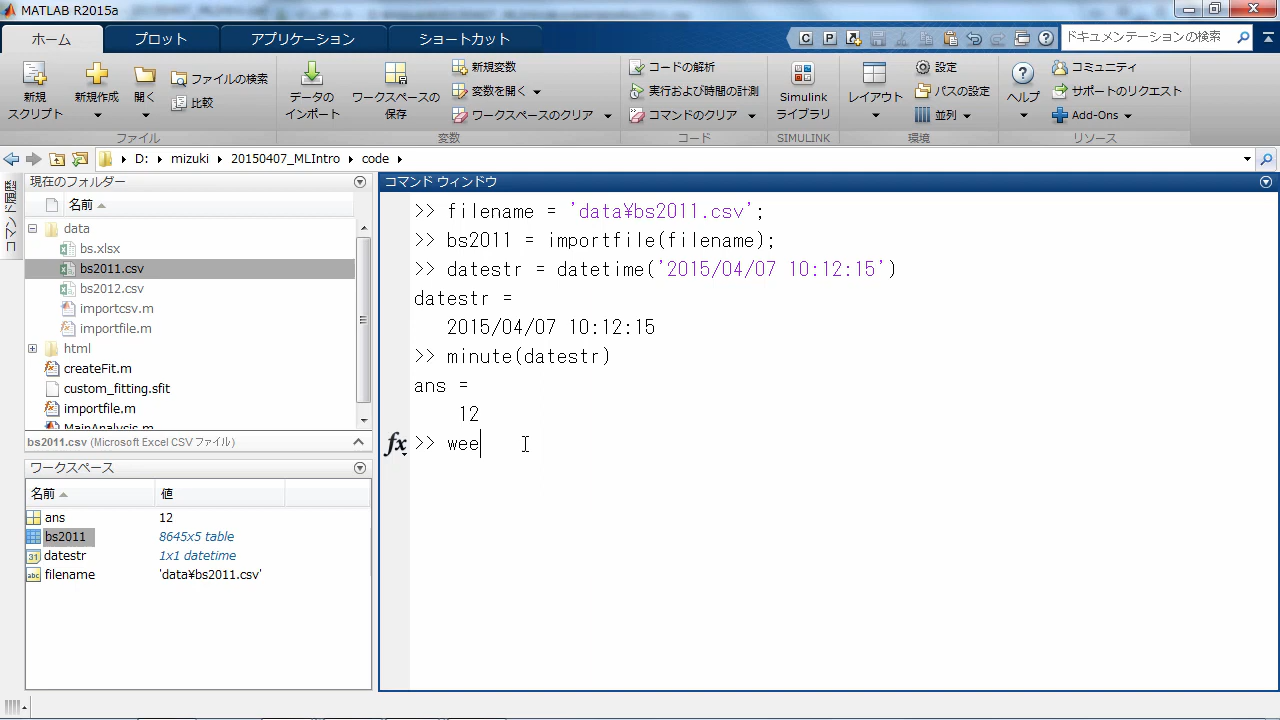 MATLAB R2015a
ホーム
プロット
アプリケーション
ショートカット
ドキュメンテーションの検索
新規
スクリプト
新規作成
開く
ファイルの検索
比較
ファイル
データの
インポート
ワークスペースの
保存
新規変数
変数を開く
ワークスペースのクリア
変数
コードの解析
実行および時間の計測
コマンドのクリア
コード
Simulink
ライブラリ
SIMULINK
レイアウト
設定
パスの設定
並列
環境
ヘルプ
コミュニティ
サポートのリクエスト
Add-Ons
リソース
D: ▸ mizuki ▸ 20150407_MLIntro ▸ code ▸
現在のフォルダー
名前
data
bs.xlsx
bs2011.csv
bs2012.csv
importcsv.m
importfile.m
html
createFit.m
custom_fitting.sfit
importfile.m
MainAnalysis.m
bs2011.csv (Microsoft Excel CSV ファイル)
ワークスペース
名前 値
ans 12
bs2011 8645x5 table
datestr 1x1 datetime
filename 'data¥bs2011.csv'
コマンド ウィンドウ
>> filename = 'data¥bs2011.csv';
>> bs2011 = importfile(filename);
>> datestr = datetime('2015/04/07 10:12:15')
datestr =
2015/04/07 10:12:15
>> minute(datestr)
ans =
12
fx >> wee